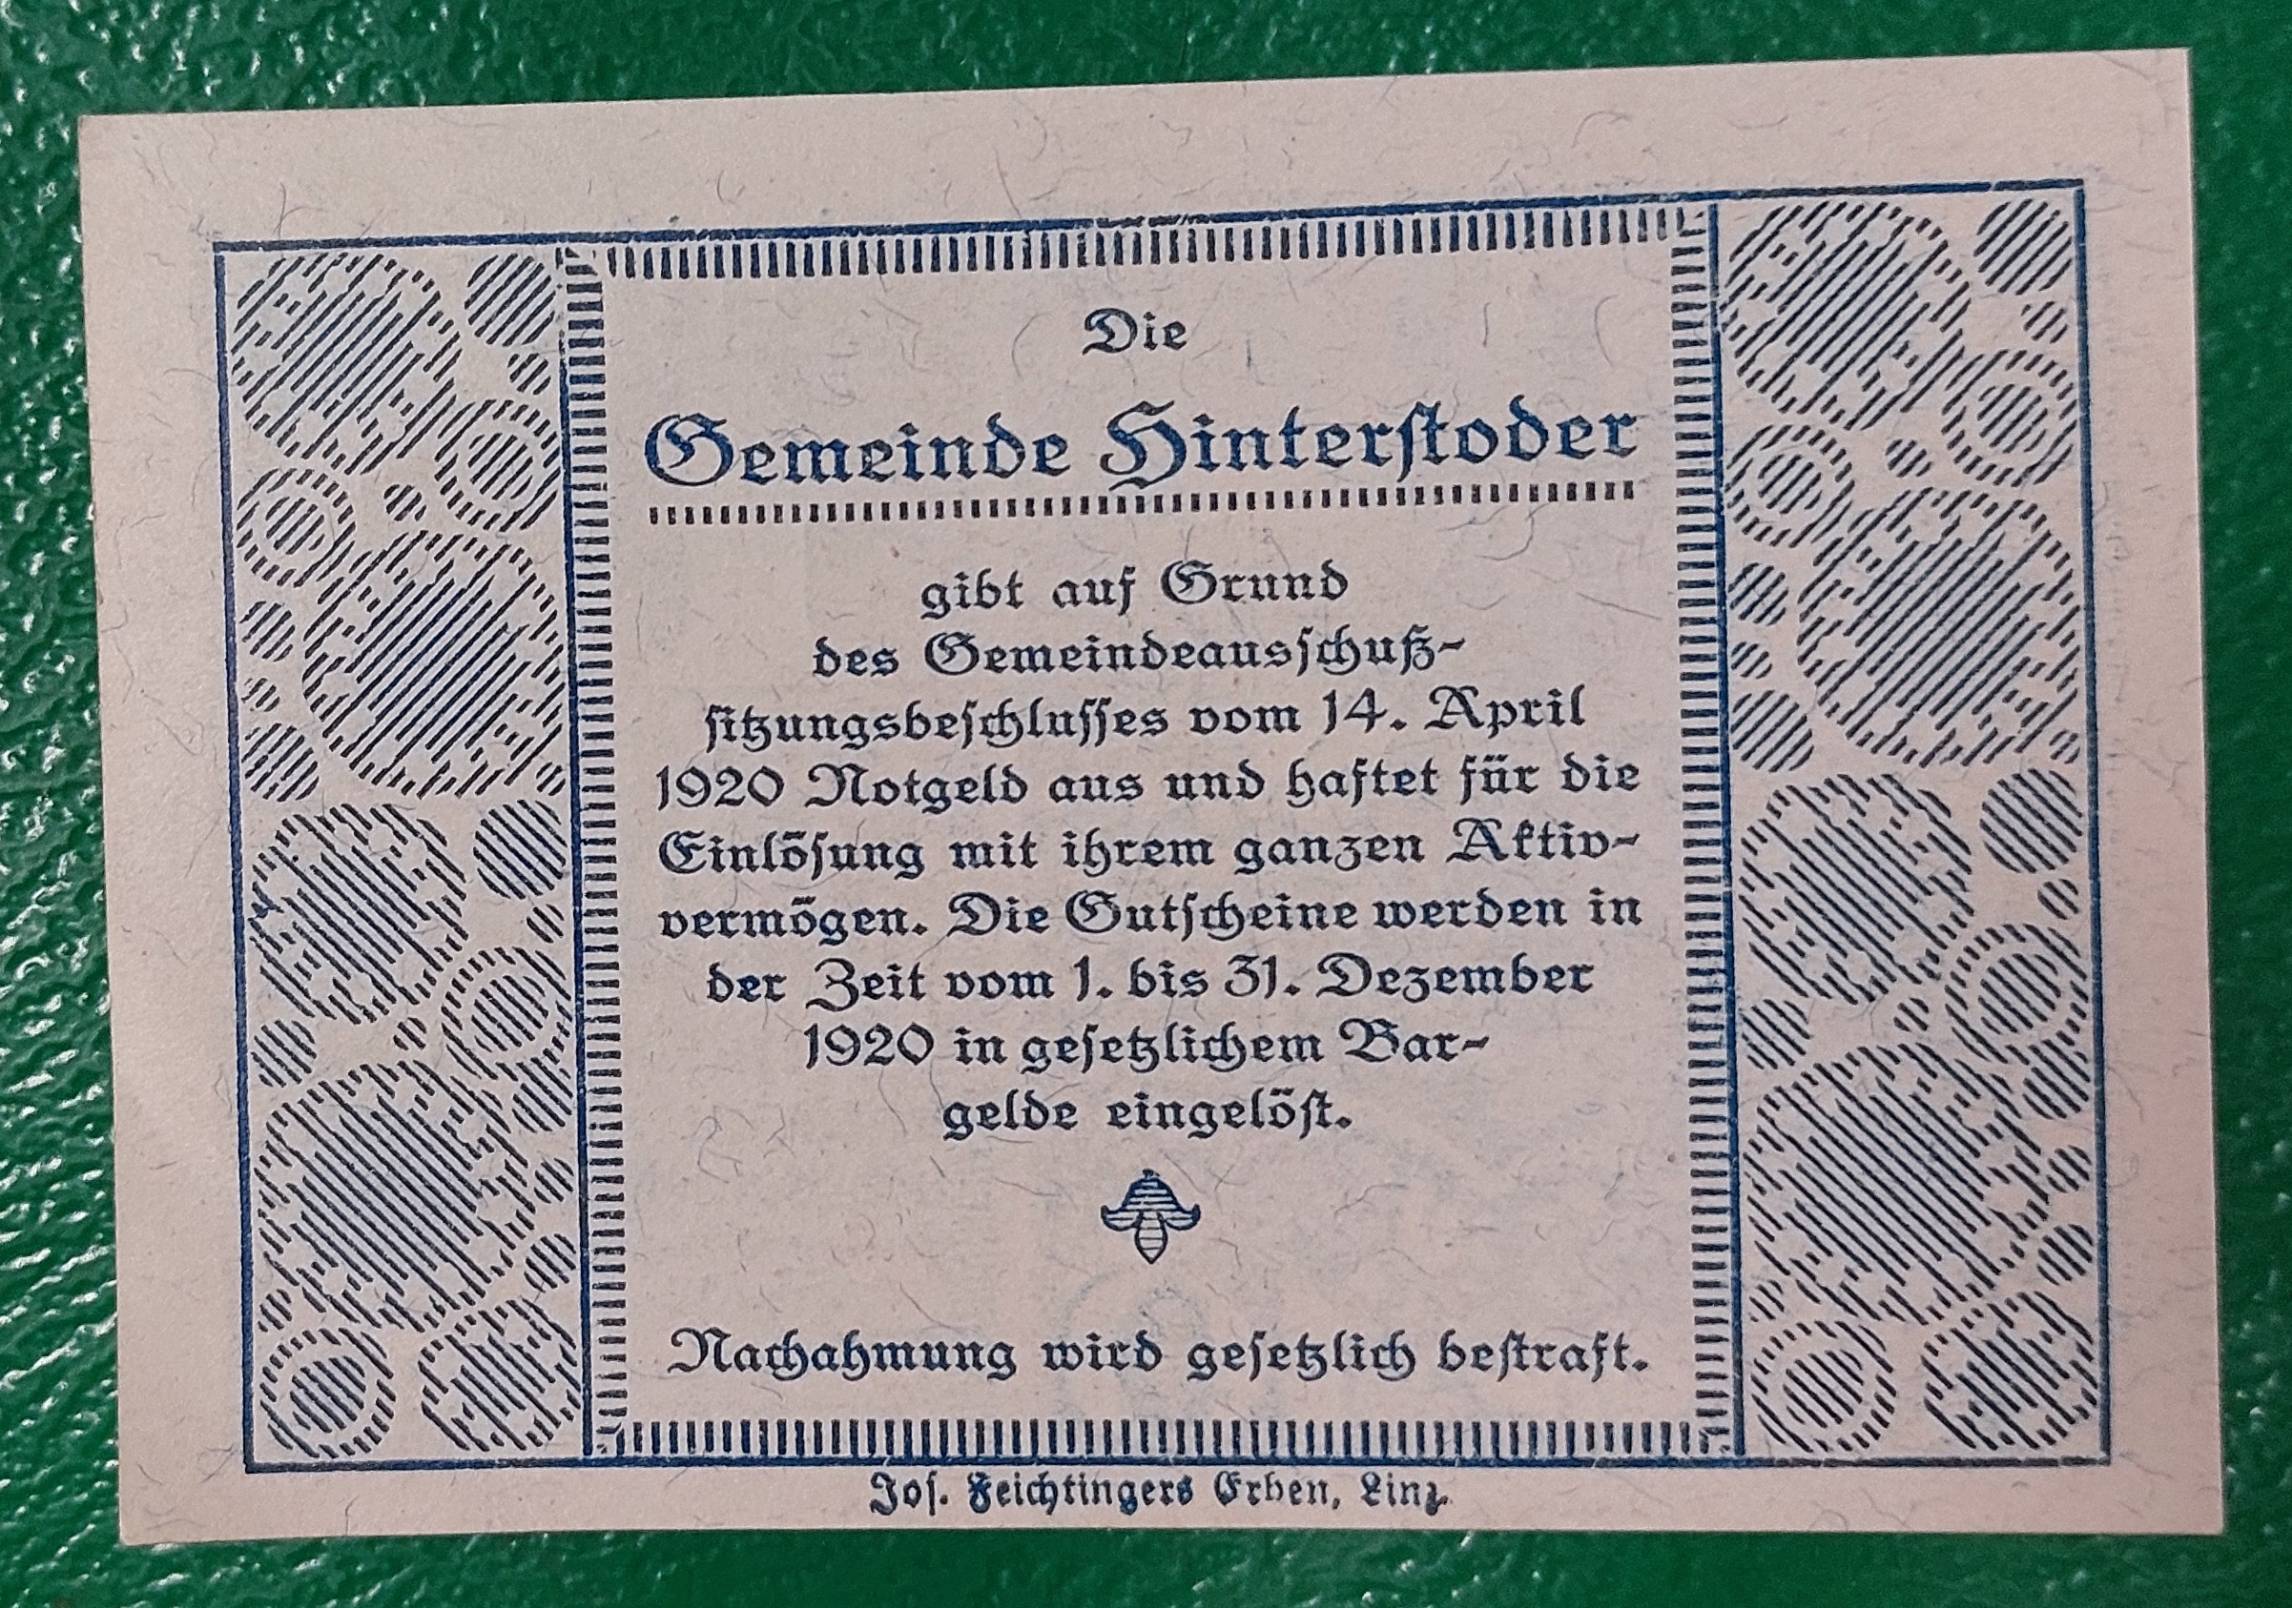 Die
Gemeinde Hinterstoder
gibt auf Grund
des Gemeindeausschuß-
sitzungsbeschlusses vom 14. April
1920 Notgeld aus und haftet für die
Einlösung mit ihrem ganzen Aktiv-
vermögen. Die Gutscheine werden in
der Zeit vom 1. bis 31. Dezember
1920 in gesetzlichem Bar-
gelde eingelöst.
Nachahmung wird gesetzlich bestraft.
Jos. Feichtingers Erben, Linz.